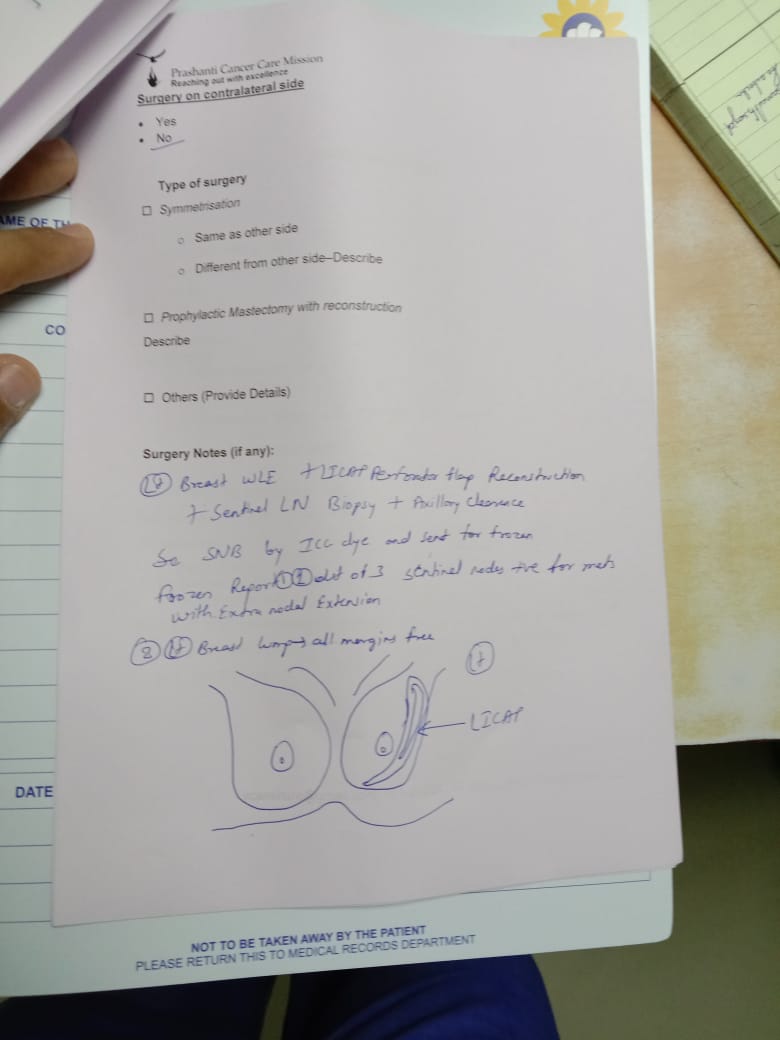 Prashanti Cancer Care Mission
Reaching out with excellence
Surgery on contralateral side
• Yes
• No
Type of surgery
☐ Symmetrisation
o Same as other side
o Different from other side–Describe
☐ Prophylactic Mastectomy with reconstruction
Describe
☐ Others (Provide Details)
Surgery Notes (if any):
Lt Breast WLE + LICAP Perforator flap Reconstruction
+ Sentinel LN Biopsy + Axillary Clearence
SNB by ICC dye and sent for frozen
frozen Report ① out of 3 sentinel nodes +ve for mets
with Extra nodal Extension
② Lt Breast lump → all margins free
Lt
LICAP
AME OF TH
CO
DATE
NOT TO BE TAKEN AWAY BY THE PATIENT
PLEASE RETURN THIS TO MEDICAL RECORDS DEPARTMENT